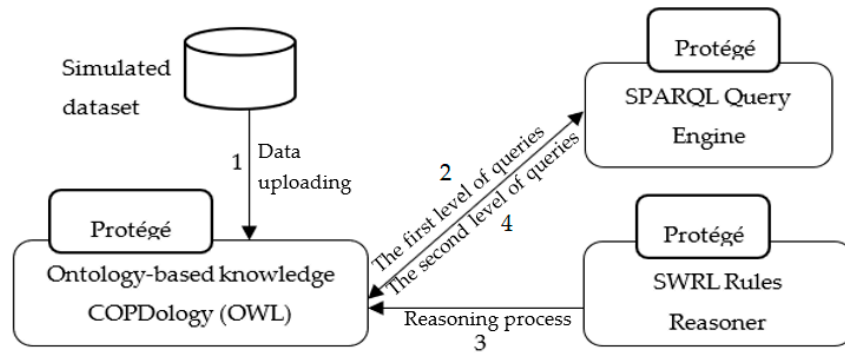 Simulated
dataset
1
Data
uploading
Protégé
Ontology-based knowledge
COPDology (OWL)
2
The first level of queries
The second level of queries
4
Protégé
SPARQL Query
Engine
Protégé
SWRL Rules
Reasoner
Reasoning process
3